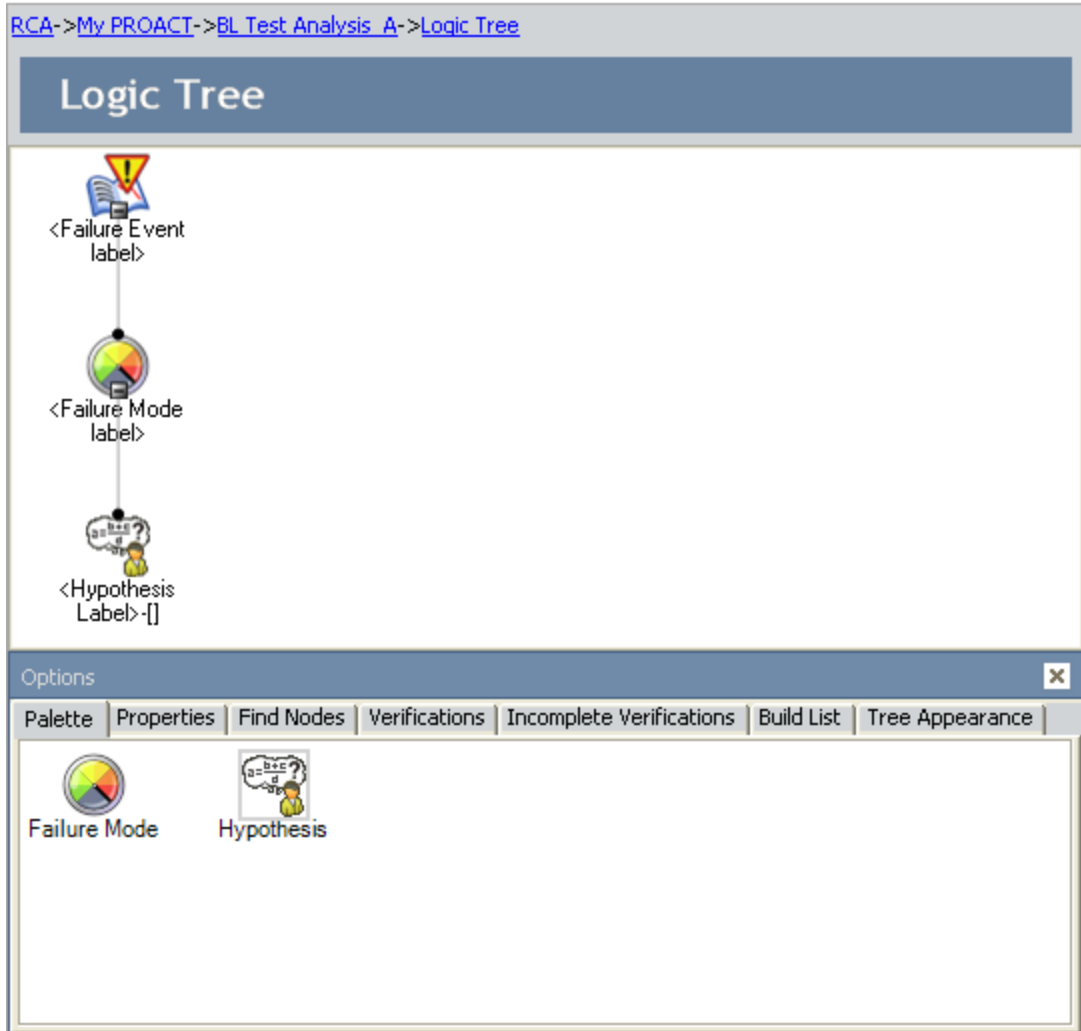 RCA->My PROACT->BL Test Analysis_A->Logic Tree
Logic Tree
<Failure Event
label>
<Failure Mode
label>
a=b+c/d ?
<Hypothesis
Label>-[]
Options
Palette Properties Find Nodes Verifications Incomplete Verifications Build List Tree Appearance
a=b+c/d ?
Failure Mode Hypothesis